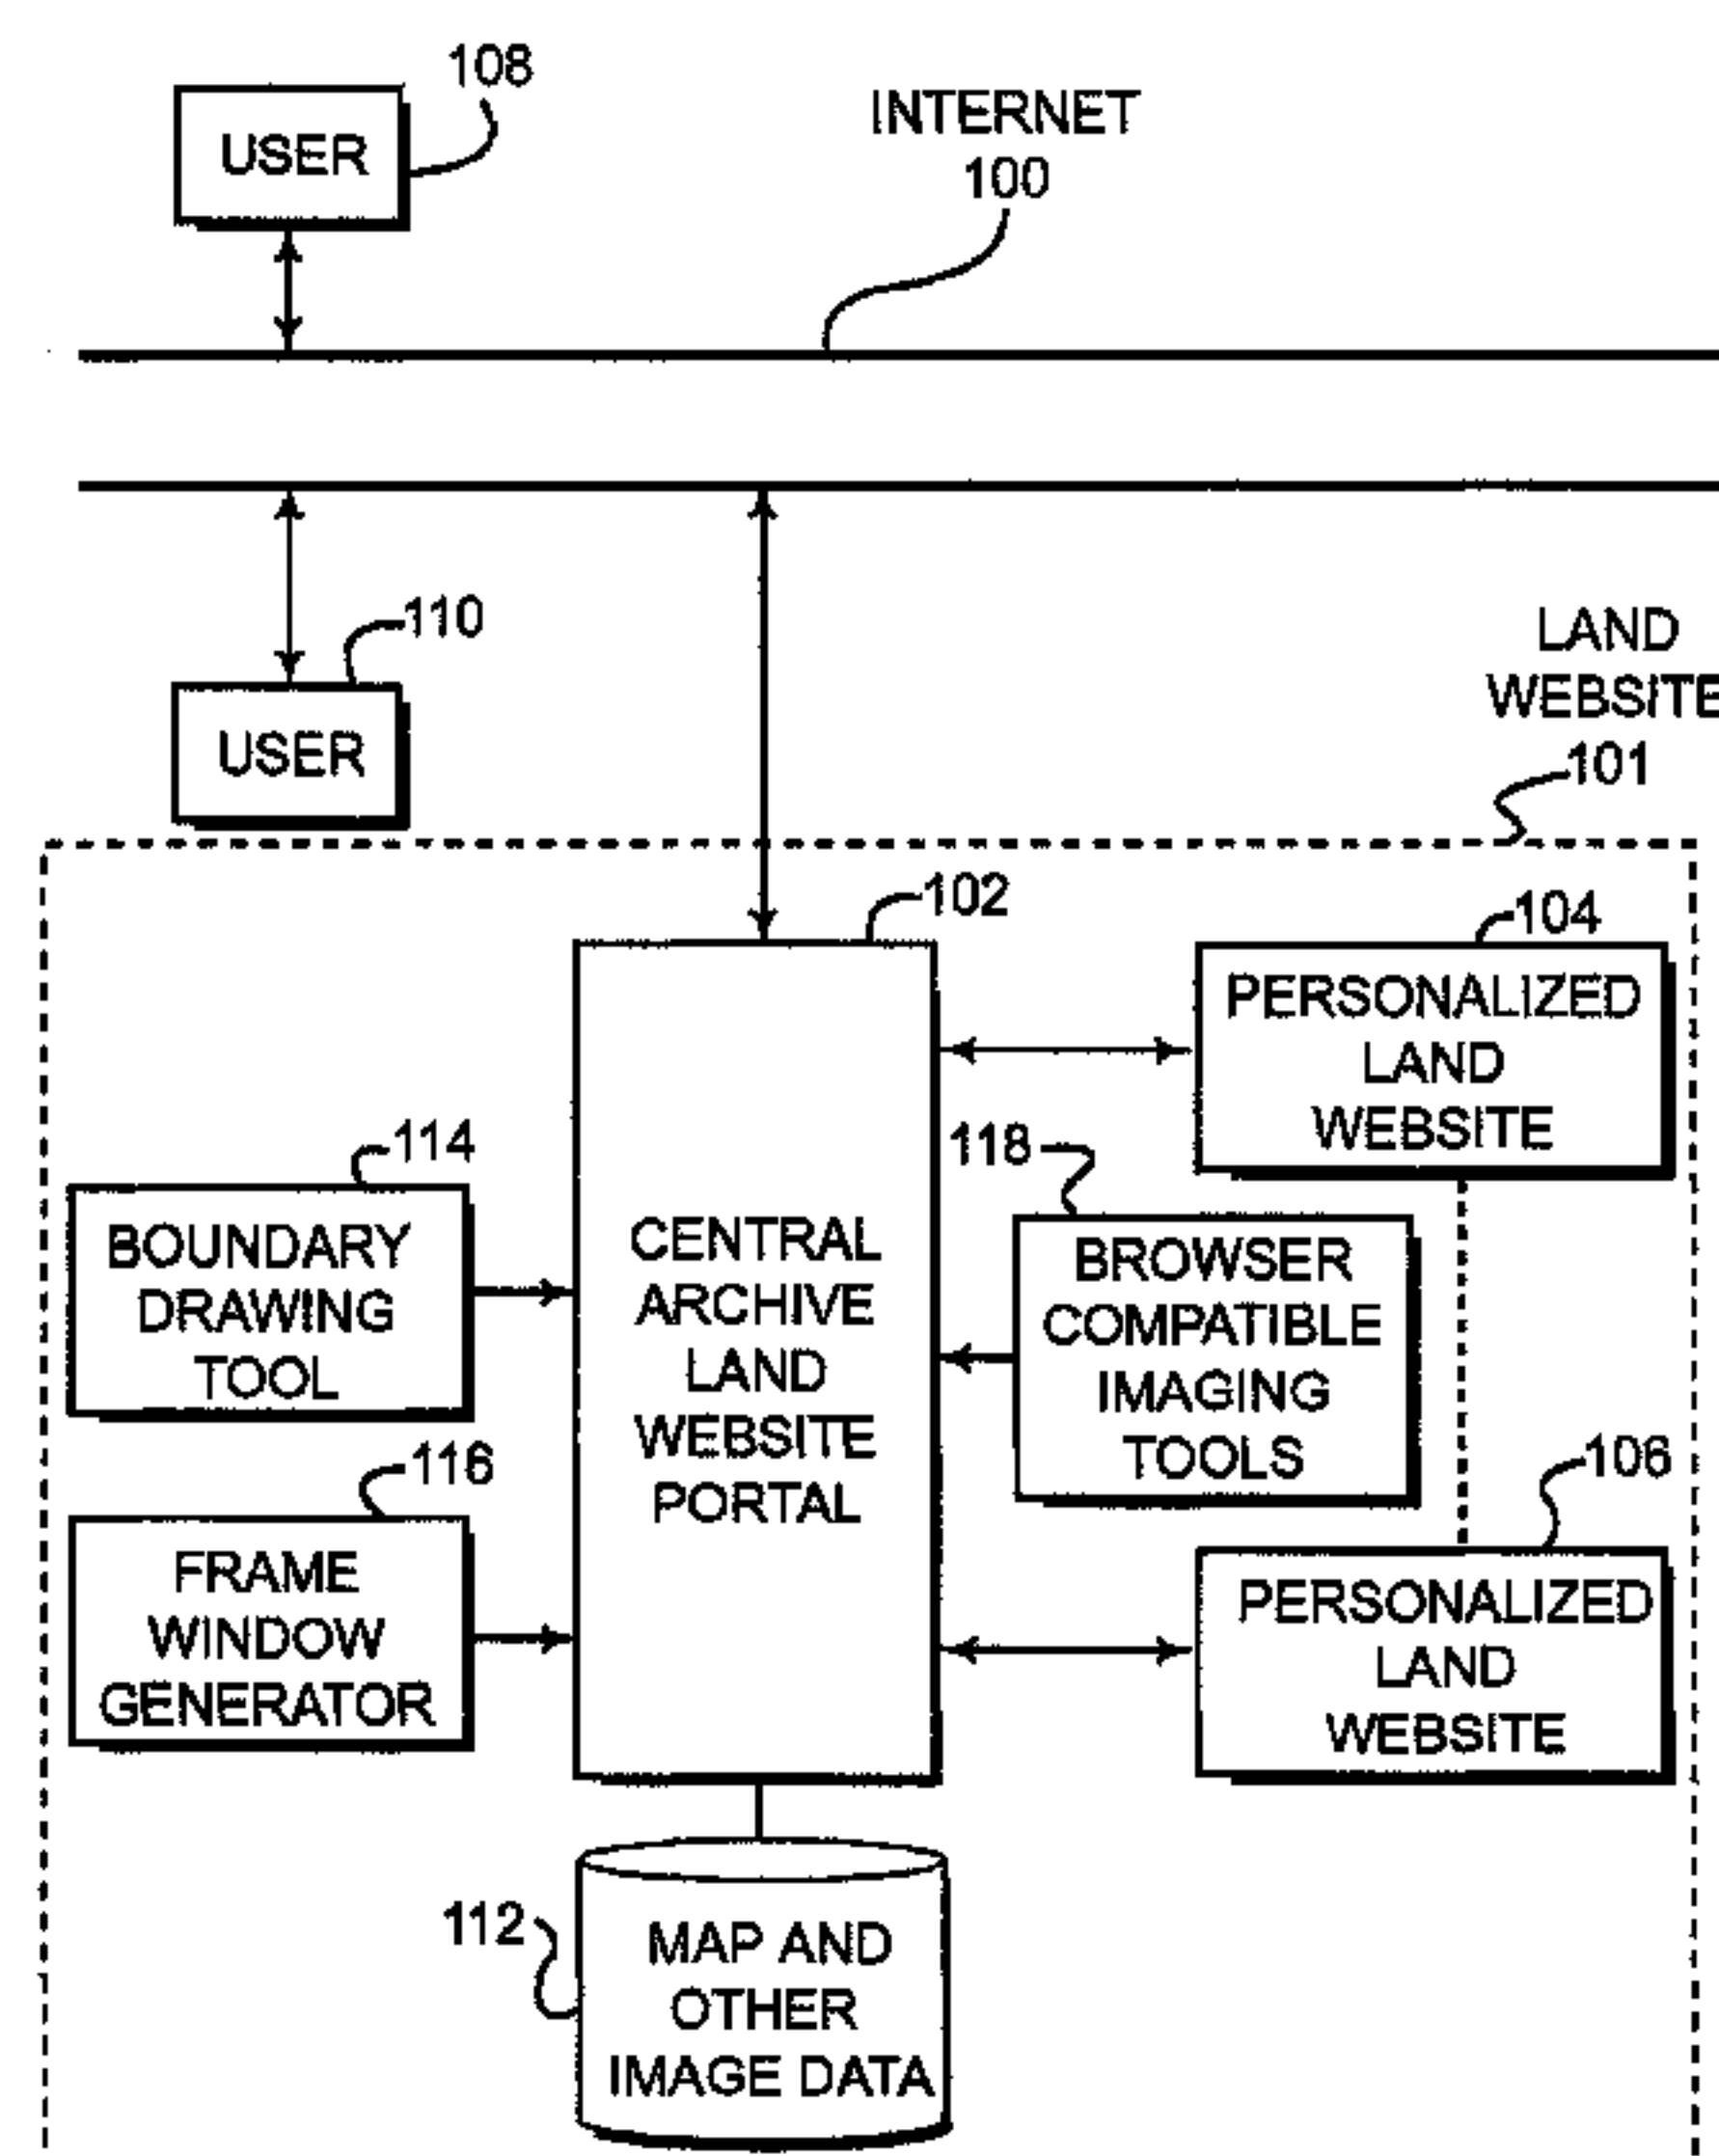 108
USER
INTERNET
100
110
USER
LAND
WEBSITE
101
102
104
PERSONALIZED
LAND
WEBSITE
114
BOUNDARY
DRAWING
TOOL
118
BROWSER
COMPATIBLE
IMAGING
TOOLS
CENTRAL
ARCHIVE
LAND
WEBSITE
PORTAL
116
FRAME
WINDOW
GENERATOR
106
PERSONALIZED
LAND
WEBSITE
112
MAP AND
OTHER
IMAGE DATA